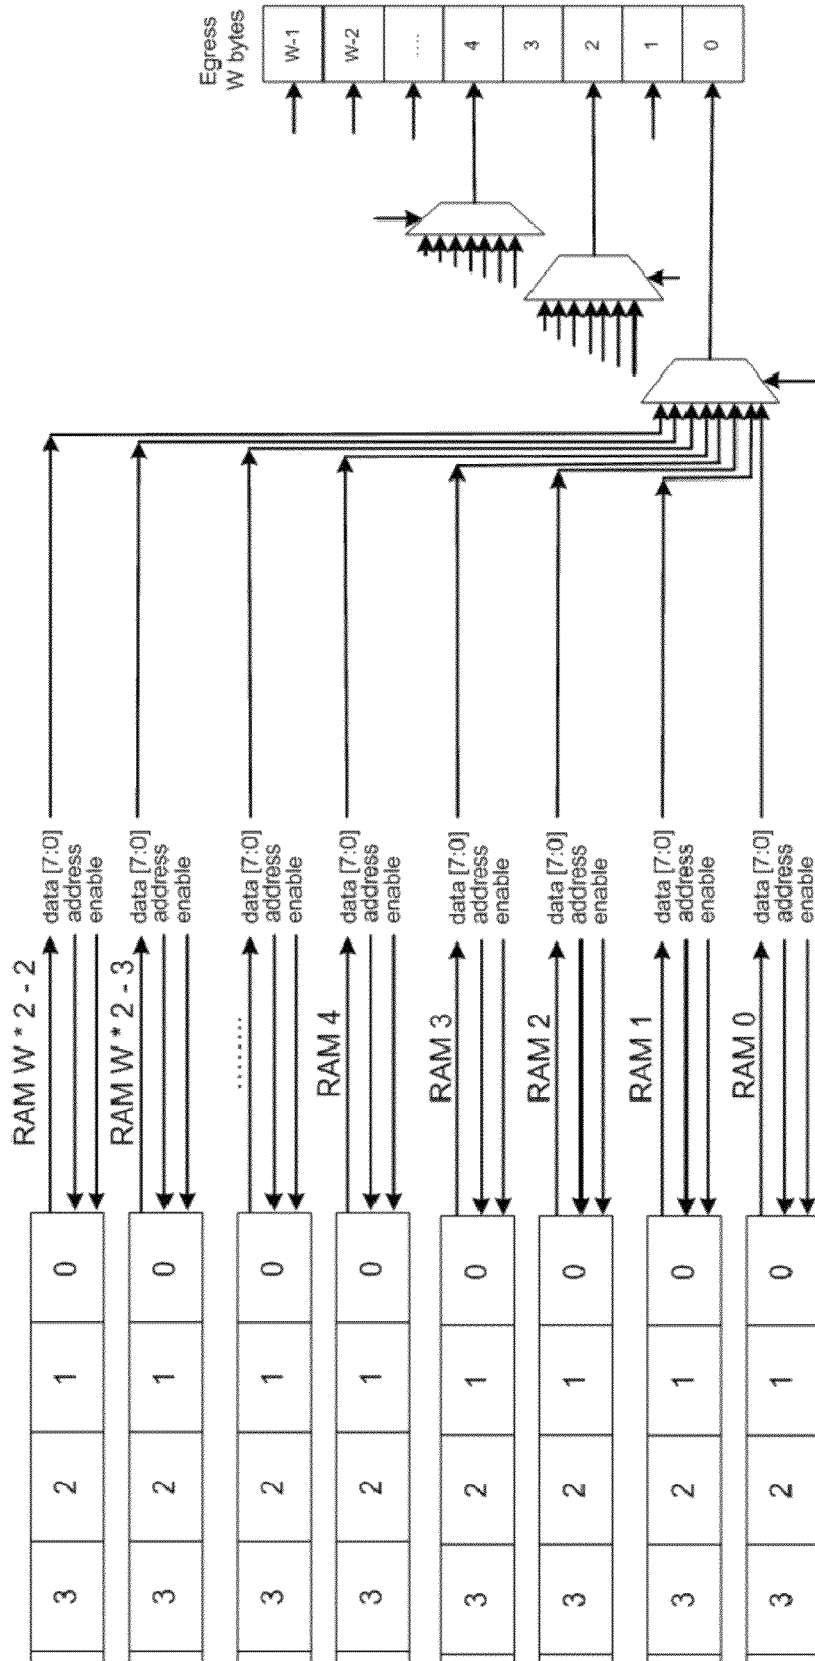 Egress
W bytes
W-1
W-2
....
4
3
2
1
0
RAM W * 2 - 2
RAM W * 2 - 3
........
RAM 4
RAM 3
RAM 2
RAM 1
RAM 0
data [7:0]
address
enable
data [7:0]
address
enable
data [7:0]
address
enable
data [7:0]
address
enable
data [7:0]
address
enable
data [7:0]
address
enable
data [7:0]
address
enable
data [7:0]
address
enable
0 0 0 0 0 0 0 0
1 1 1 1 1 1 1 1
2 2 2 2 2 2 2 2
3 3 3 3 3 3 3 3